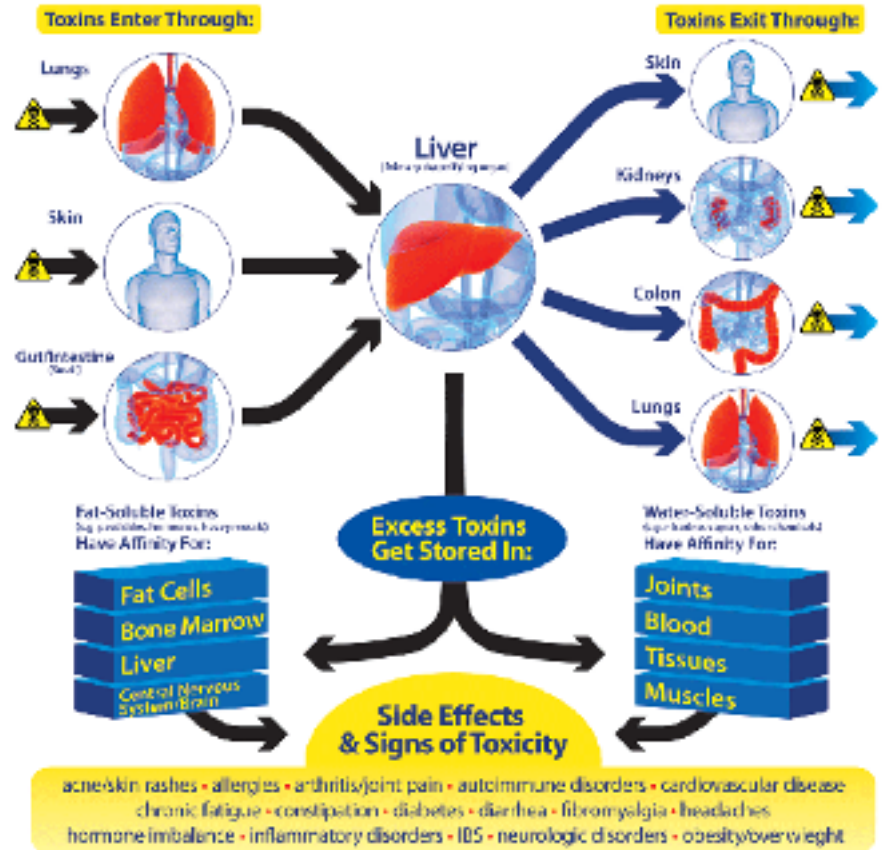 Toxins Enter Through:
Toxins Exit Through:
Lungs
Skin
Gut/Intestine
(Small)
Liver
Skin
Kidneys
Colon
Lungs
Fat-Soluble Toxins
Have Affinity For:
Fat Cells
Bone Marrow
Liver
Central Nervous
System/Brain
Excess Toxins
Get Stored In:
Water-Soluble Toxins
Have Affinity For:
Joints
Blood
Tissues
Muscles
Side Effects
& Signs of Toxicity
acne/skin rashes • allergies • arthritis/joint pain • autoimmune disorders • cardiovascular disease
chronic fatigue • constipation • diabetes • diarrhea • fibromyalgia • headaches
hormone imbalance • inflammatory disorders • IBS • neurologic disorders • obesity/overwieght